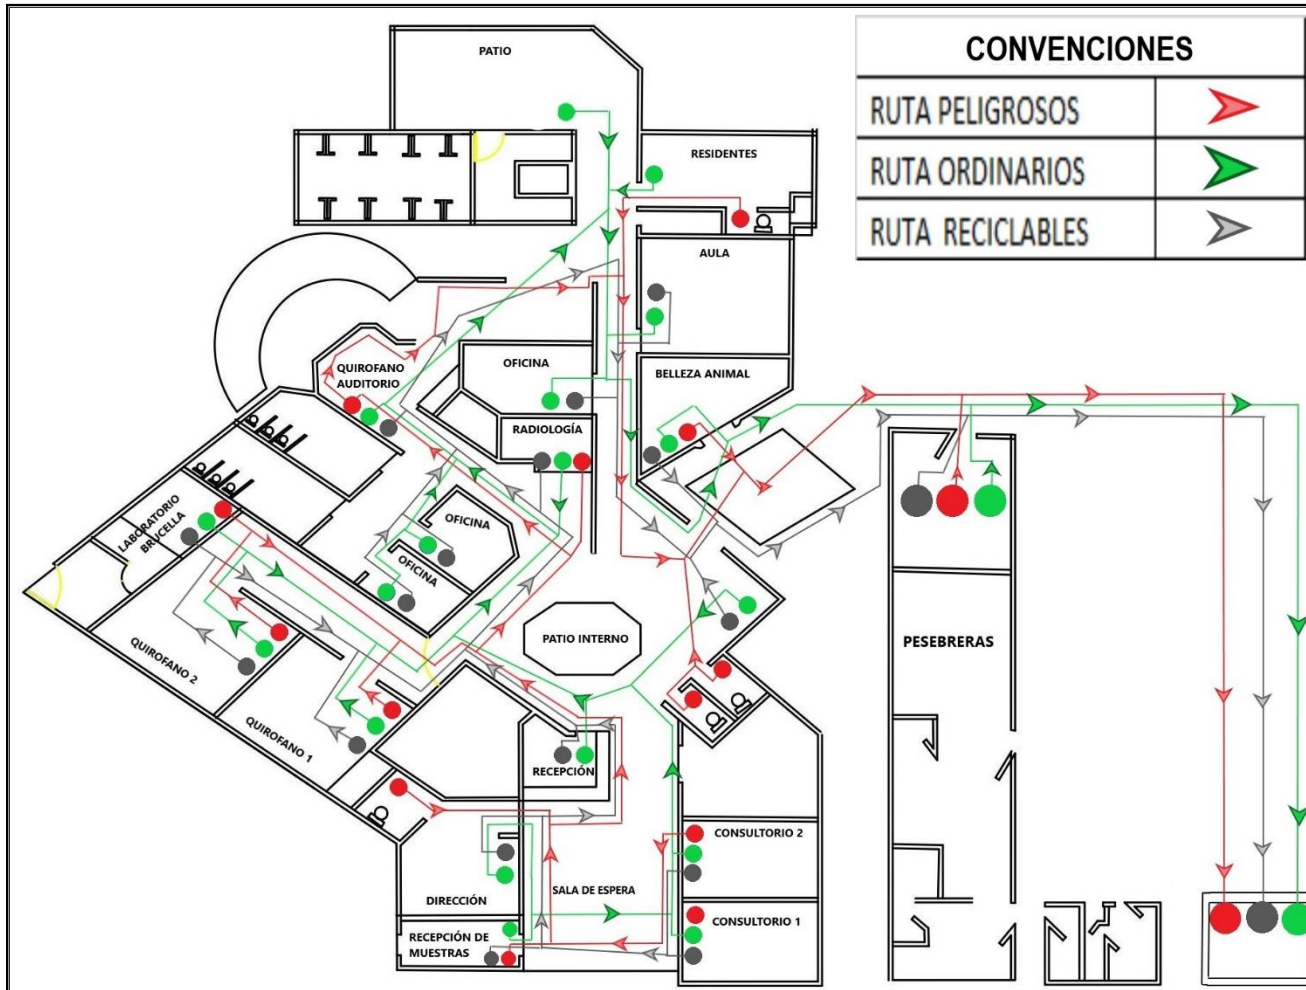 CONVENCIONES
RUTA PELIGROSOS
RUTA ORDINARIOS
RUTA RECICLABLES
PATIO
RESIDENTES
AULA
QUIROFANO
AUDITORIO
OFICINA
BELLEZA ANIMAL
RADIOLOGÍA
LABORATORIO
BRUCELLA
OFICINA
OFICINA
PATIO INTERNO
PESEBRERAS
QUIROFANO 2
QUIROFANO 1
RECEPCIÓN
CONSULTORIO 2
SALA DE ESPERA
DIRECCIÓN
CONSULTORIO 1
RECEPCIÓN DE
MUESTRAS